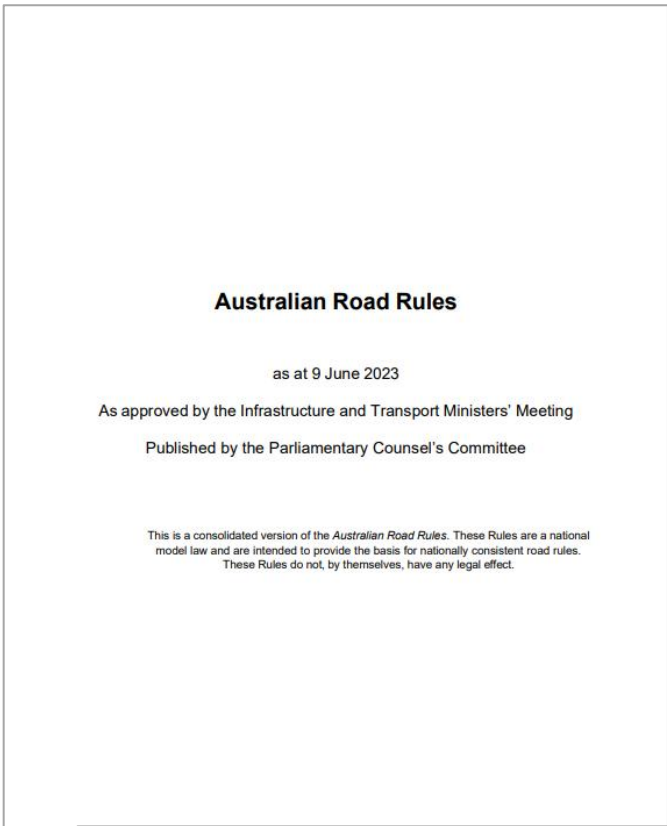 Australian Road Rules
as at 9 June 2023
As approved by the Infrastructure and Transport Ministers' Meeting
Published by the Parliamentary Counsel's Committee
This is a consolidated version of the Australian Road Rules. These Rules are a national
model law and are intended to provide the basis for nationally consistent road rules.
These Rules do not, by themselves, have any legal effect.